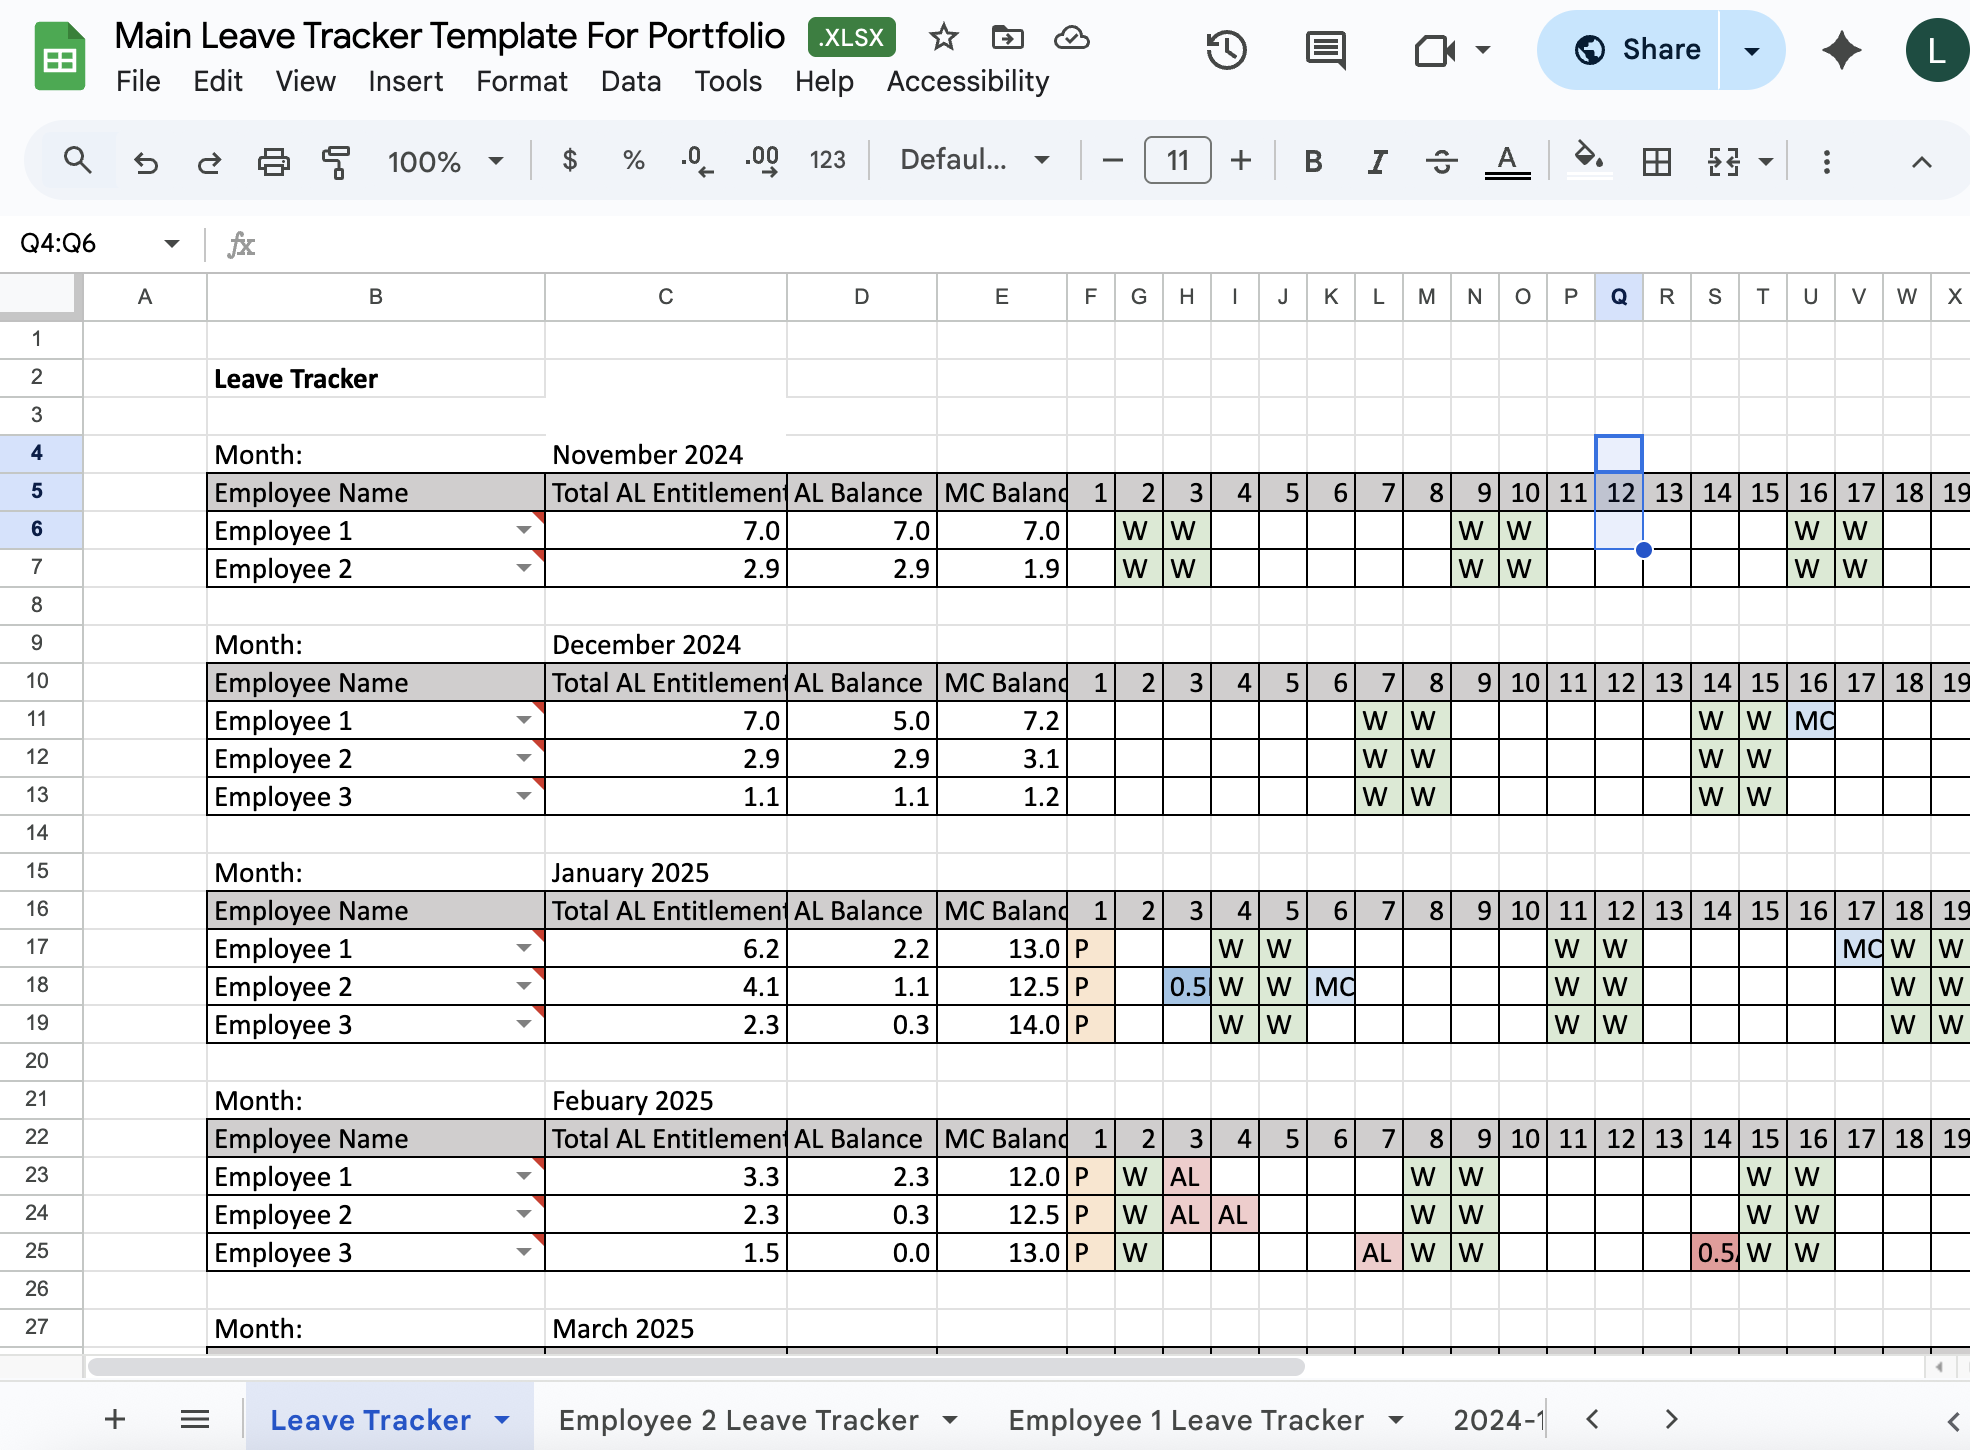 Main Leave Tracker Template For Portfolio .XLSX
File Edit View Insert Format Data Tools Help Accessibility
Share
L
100% $ % .0 .00 123 Defaul... 11 B I A
Q4:Q6 fx
A B C D E F G H I J K L M N O P Q R S T U V W X
1
2 Leave Tracker
3
4 Month: November 2024
5 Employee Name Total AL Entitlement AL Balance MC Balanc 1 2 3 4 5 6 7 8 9 10 11 12 13 14 15 16 17 18 19
6 Employee 1 7.0 7.0 7.0 W W W W W W
7 Employee 2 2.9 2.9 1.9 W W W W W W
8
9 Month: December 2024
10 Employee Name Total AL Entitlement AL Balance MC Balanc 1 2 3 4 5 6 7 8 9 10 11 12 13 14 15 16 17 18 19
11 Employee 1 7.0 5.0 7.2 W W W W MC
12 Employee 2 2.9 2.9 3.1 W W W W
13 Employee 3 1.1 1.1 1.2 W W W W
14
15 Month: January 2025
16 Employee Name Total AL Entitlement AL Balance MC Balanc 1 2 3 4 5 6 7 8 9 10 11 12 13 14 15 16 17 18 19
17 Employee 1 6.2 2.2 13.0 P W W W W MC W W
18 Employee 2 4.1 1.1 12.5 P 0.5 W W MC W W W W
19 Employee 3 2.3 0.3 14.0 P W W W W W W
20
21 Month: Febuary 2025
22 Employee Name Total AL Entitlement AL Balance MC Balanc 1 2 3 4 5 6 7 8 9 10 11 12 13 14 15 16 17 18 19
23 Employee 1 3.3 2.3 12.0 P W AL W W W W
24 Employee 2 2.3 0.3 12.5 P W AL AL W W W W
25 Employee 3 1.5 0.0 13.0 P W AL W W 0.5 W W
26
27 Month: March 2025
Leave Tracker Employee 2 Leave Tracker Employee 1 Leave Tracker 2024-1